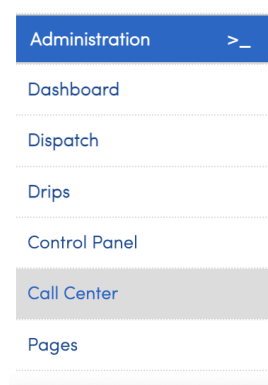 Administration >_
Dashboard
Dispatch
Drips
Control Panel
Call Center
Pages